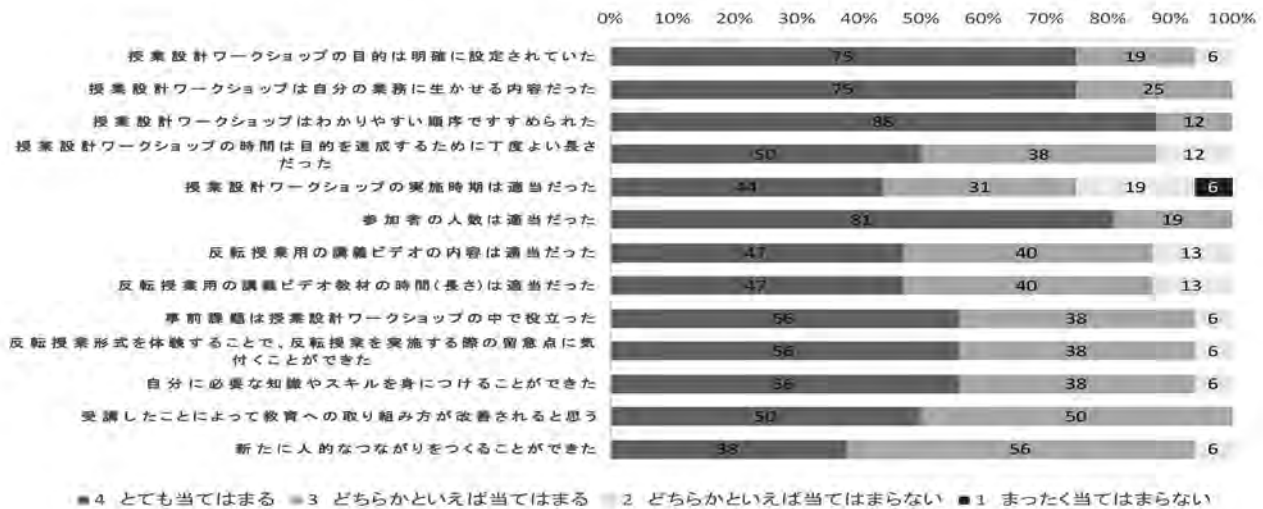 0% 10% 20% 30% 40% 50% 60% 70% 80% 90% 100%
授業設計ワークショップの目的は明確に設定されていた 75 19 6
授業設計ワークショップは自分の業務に生かせる内容だった 75 25
授業設計ワークショップはわかりやすい順序ですすめられた 88 12
授業設計ワークショップの時間は目的を達成するために丁度よい長さ
だった 50 38 12
授業設計ワークショップの実施時期は適当だった 44 31 19 6
参加者の人数は適当だった 81 19
反転授業用の講義ビデオの内容は適当だった 47 40 13
反転授業用の講義ビデオ教材の時間(長さ)は適当だった 47 40 13
事前課題は授業設計ワークショップの中で役立った 56 38 6
反転授業形式を体験することで、反転授業を実施する際の留意点に気
付くことができた 56 38 6
自分に必要な知識やスキルを身につけることができた 56 38 6
受講したことによって教育への取り組み方が改善されると思う 50 50
新たに人的なつながりをつくることができた 38 56 6
4 とても当てはまる 3 どちらかといえば当てはまる 2 どちらかといえば当てはまらない 1 まったく当てはまらない